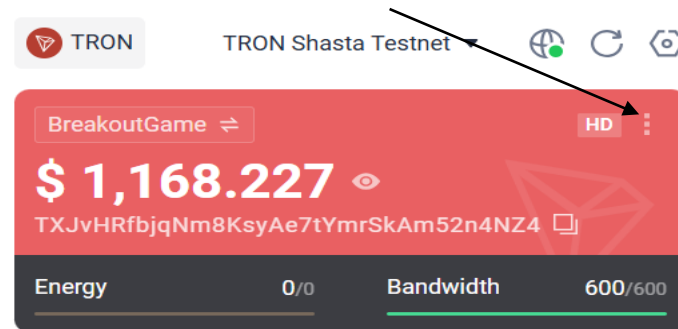 TRON TRON Shasta Testnet
BreakoutGame HD
$ 1,168.227
TXJvHRfbjqNm8KsyAe7tYmrSkAm52n4NZ4
Energy 0/0 Bandwidth 600/600